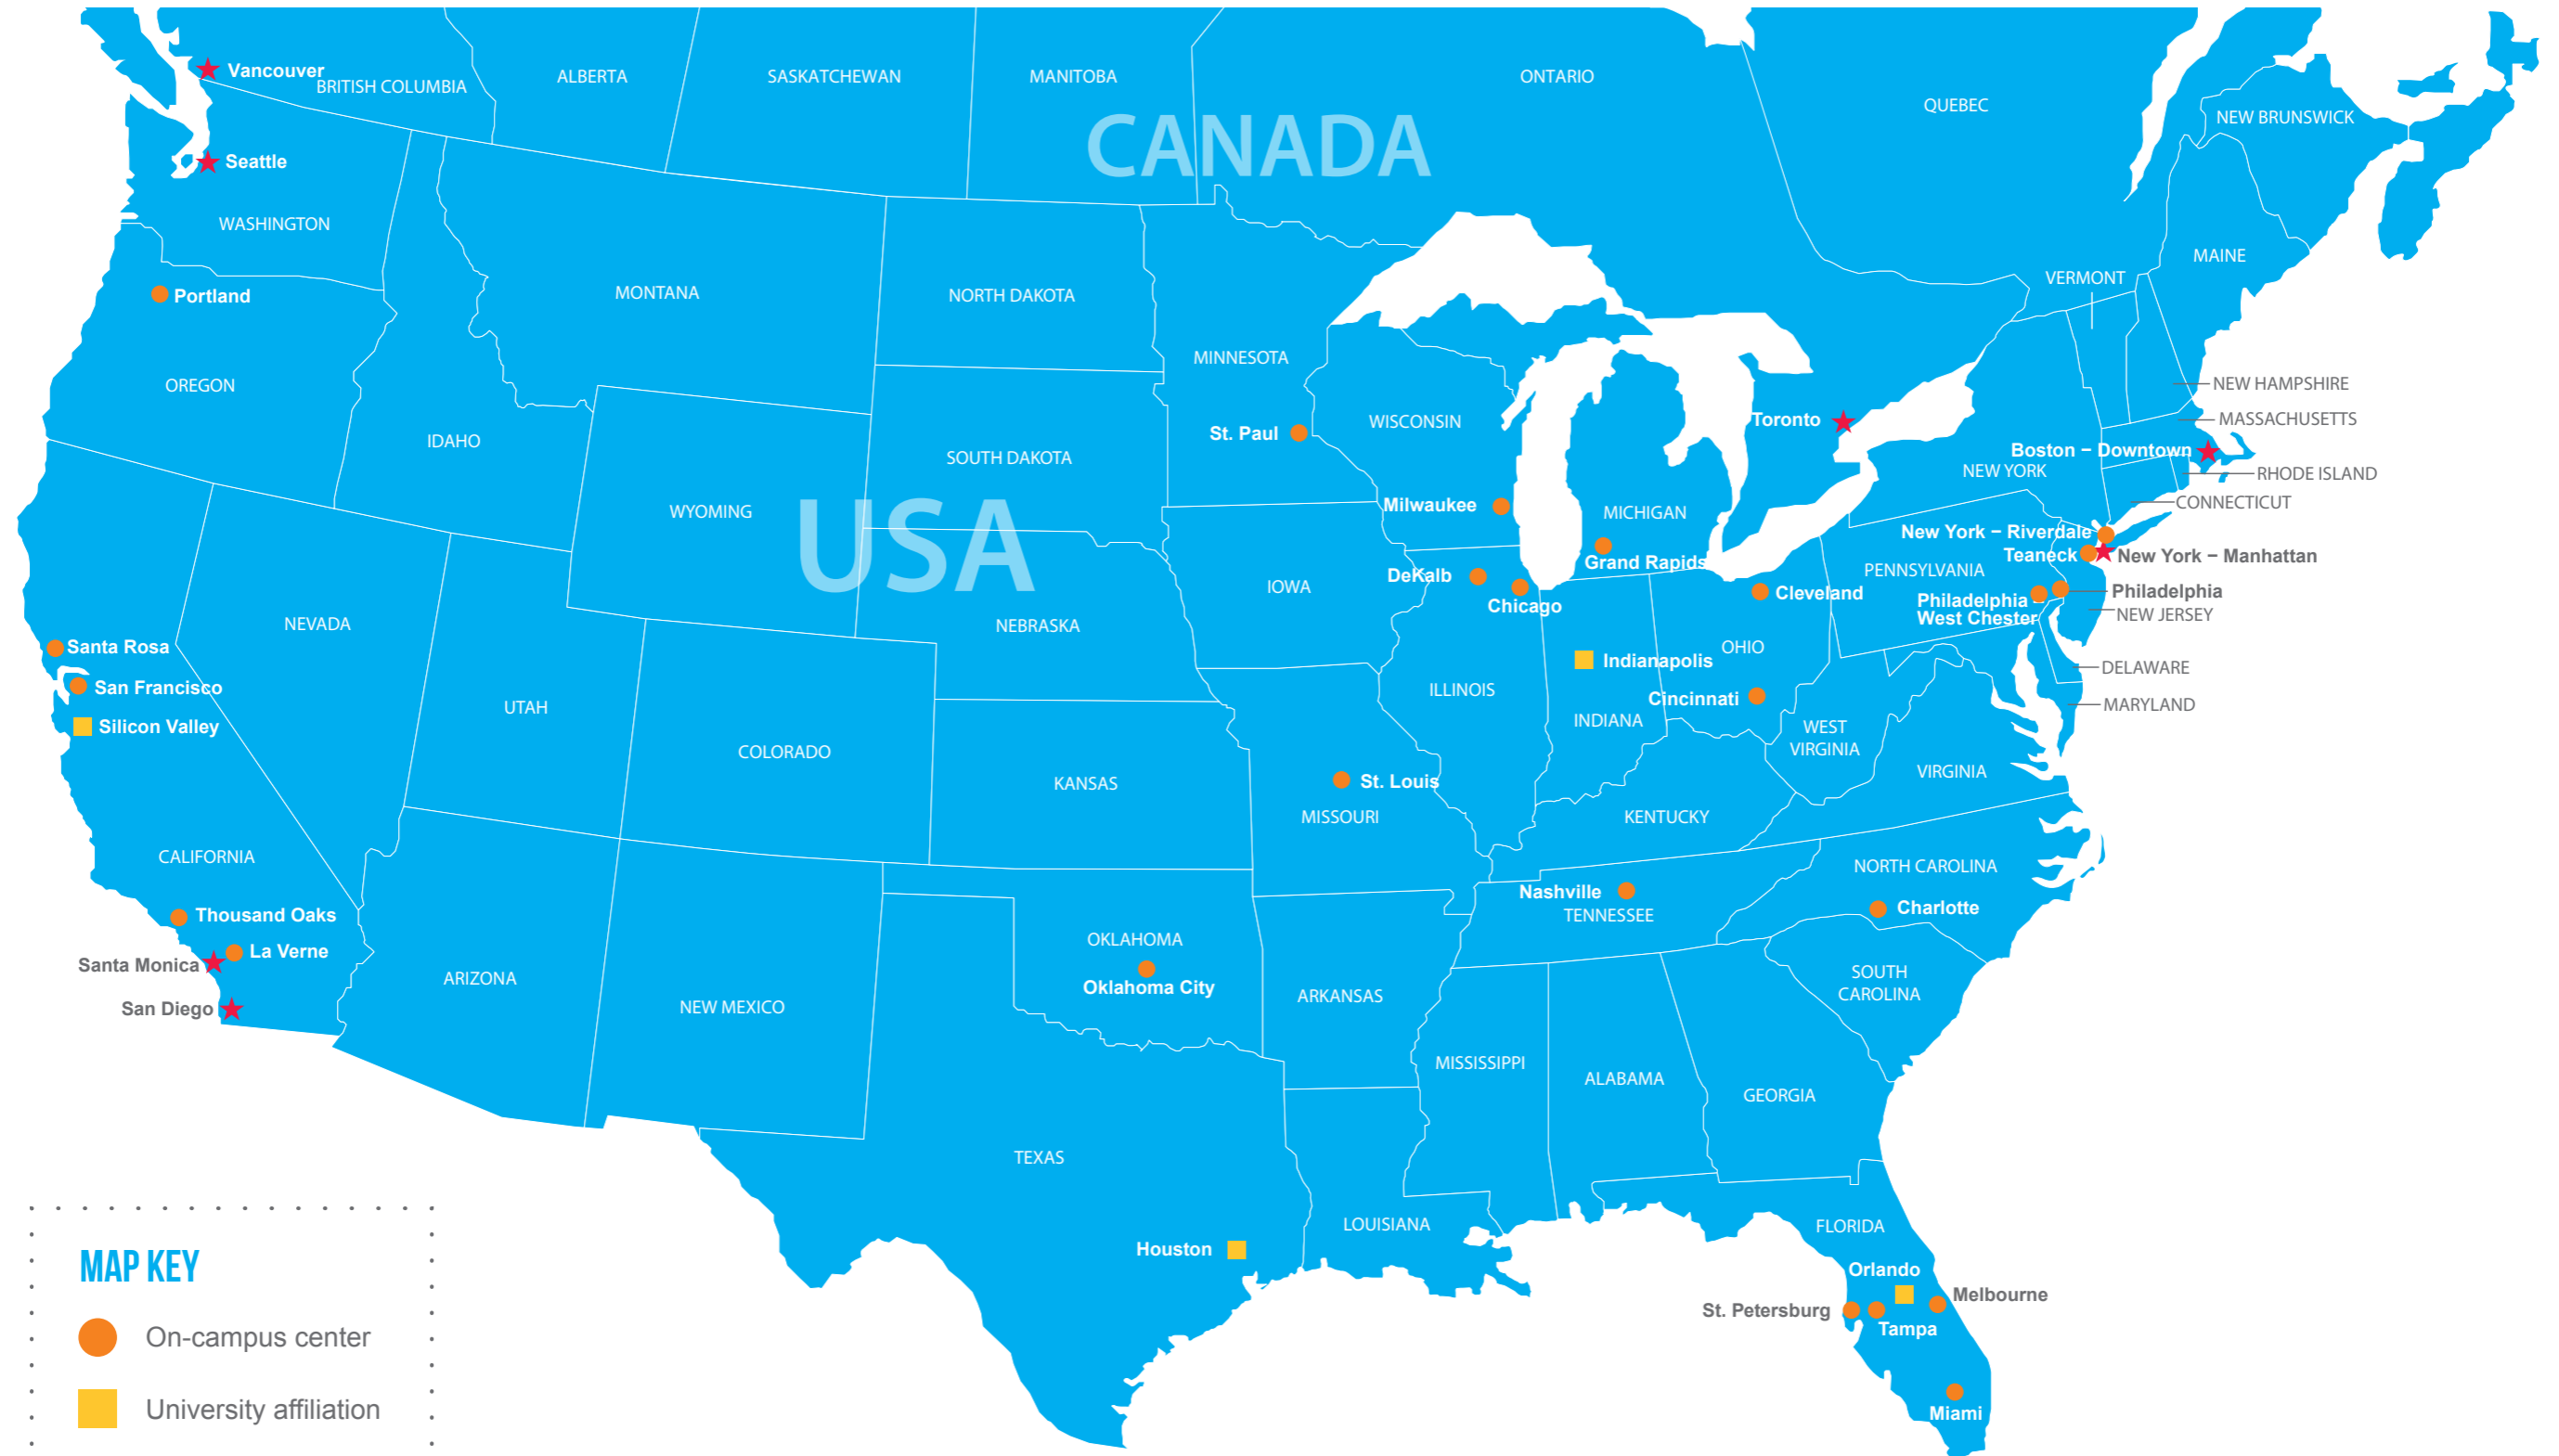 Vancouver
BRITISH COLUMBIA
ALBERTA
SASKATCHEWAN
MANITOBA
ONTARIO
QUEBEC
NEW BRUNSWICK
CANADA
Seattle
WASHINGTON
MAINE
VERMONT
Portland
MONTANA
NORTH DAKOTA
MINNESOTA
OREGON
NEW HAMPSHIRE
MASSACHUSETTS
WISCONSIN
Toronto
St. Paul
IDAHO
Boston – Downtown
SOUTH DAKOTA
NEW YORK
RHODE ISLAND
CONNECTICUT
WYOMING
Milwaukee
MICHIGAN
USA
New York – Riverdale
Teaneck
New York – Manhattan
Grand Rapids
DeKalb
PENNSYLVANIA
IOWA
Chicago
Cleveland
Philadelphia
Philadelphia –
West Chester
NEW JERSEY
NEVADA
NEBRASKA
Santa Rosa
OHIO
Indianapolis
DELAWARE
San Francisco
ILLINOIS
Cincinnati
MARYLAND
UTAH
Silicon Valley
INDIANA
WEST
VIRGINIA
COLORADO
VIRGINIA
KANSAS
St. Louis
MISSOURI
KENTUCKY
CALIFORNIA
NORTH CAROLINA
Nashville
Charlotte
Thousand Oaks
TENNESSEE
OKLAHOMA
La Verne
Santa Monica
ARIZONA
SOUTH
CAROLINA
Oklahoma City
ARKANSAS
San Diego
NEW MEXICO
MISSISSIPPI
ALABAMA
GEORGIA
TEXAS
LOUISIANA
FLORIDA
Houston
Orlando
Melbourne
St. Petersburg
Tampa
Miami
MAP KEY
On-campus center
University affiliation